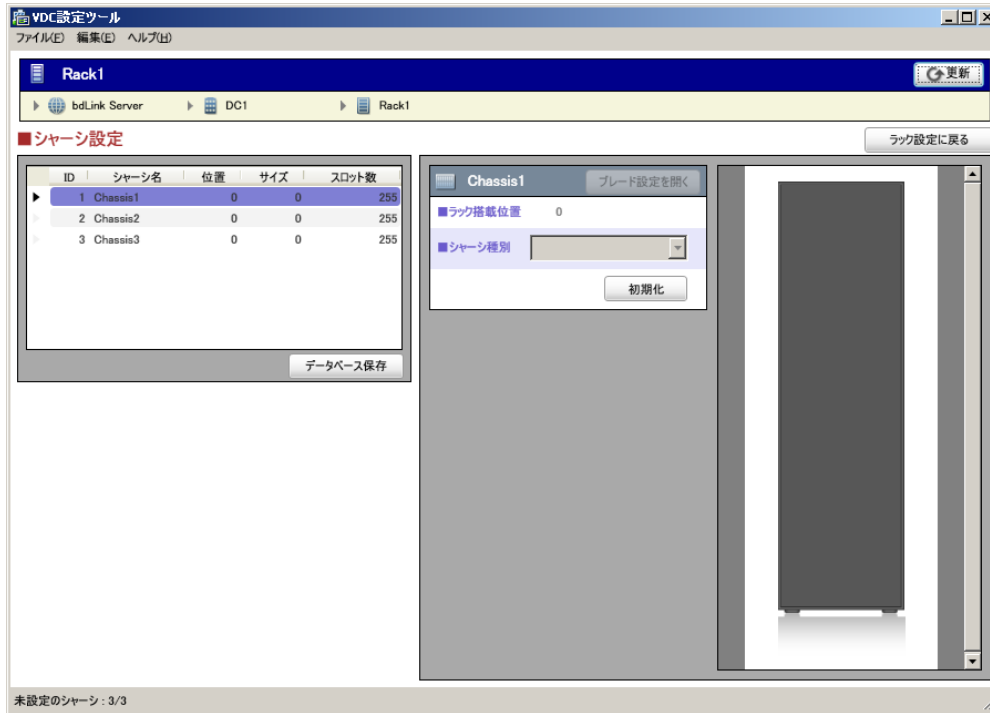 VDC設定ツール
ファイル(F) 編集(E) ヘルプ(H)
Rack1 更新
bdLink Server DC1 Rack1
■シャーシ設定 ラック設定に戻る
ID シャーシ名 位置 サイズ スロット数
1 Chassis1 0 0 255
2 Chassis2 0 0 255
3 Chassis3 0 0 255
データベース保存
Chassis1 ブレード設定を開く
■ラック搭載位置 0
■シャーシ種別
初期化
未設定のシャーシ : 3/3